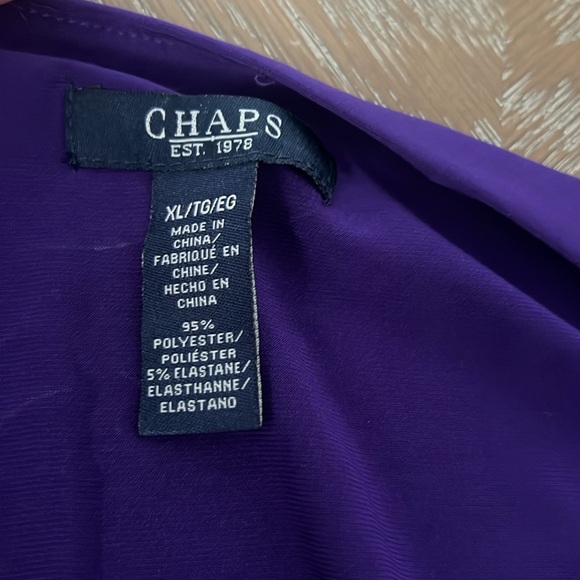 CHAPS
EST. 1978
XL/TG/EG
MADE IN
CHINA/
FABRIQUÉ EN
CHINE/
HECHO EN
CHINA
95%
POLYESTER/
POLIÉSTER
5% ELASTANE/
ELASTHANNE/
ELASTANO